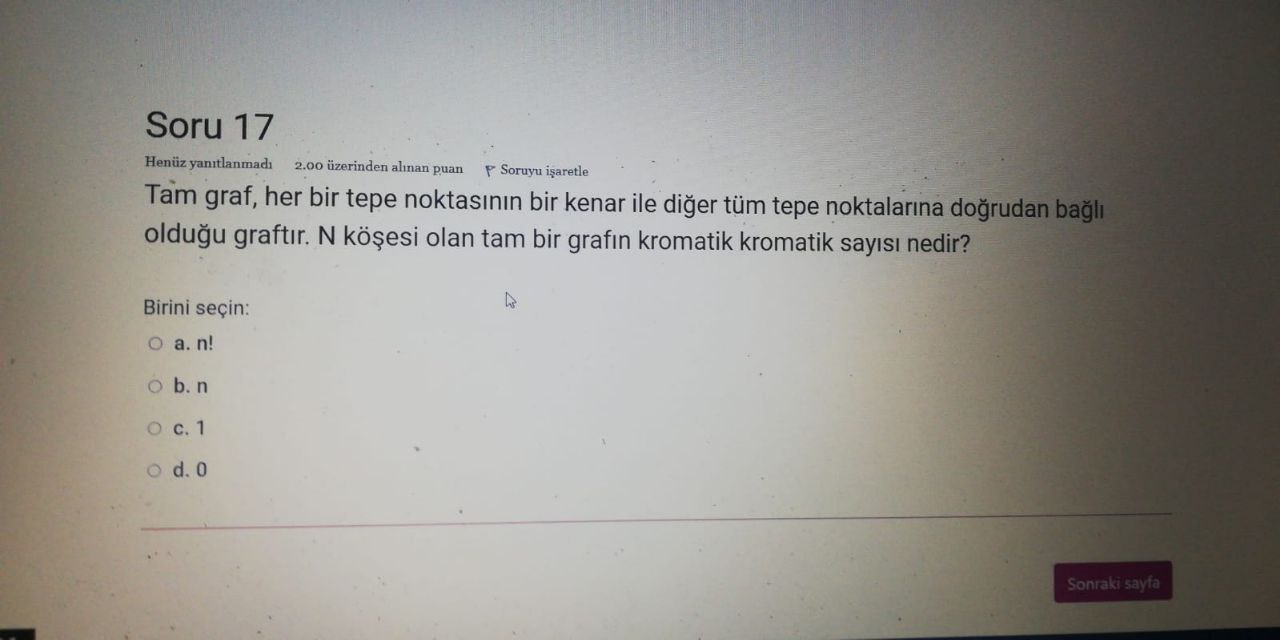 Soru 17
Henüz yanıtlanmadı 2.00 üzerinden alınan puan Soruyu işaretle
Tam graf, her bir tepe noktasının bir kenar ile diğer tüm tepe noktalarına doğrudan bağlı
olduğu graftır. N köşesi olan tam bir grafın kromatik kromatik sayısı nedir?
Birini seçin:
a. n!
b. n
c. 1
d. 0
Sonraki sayfa